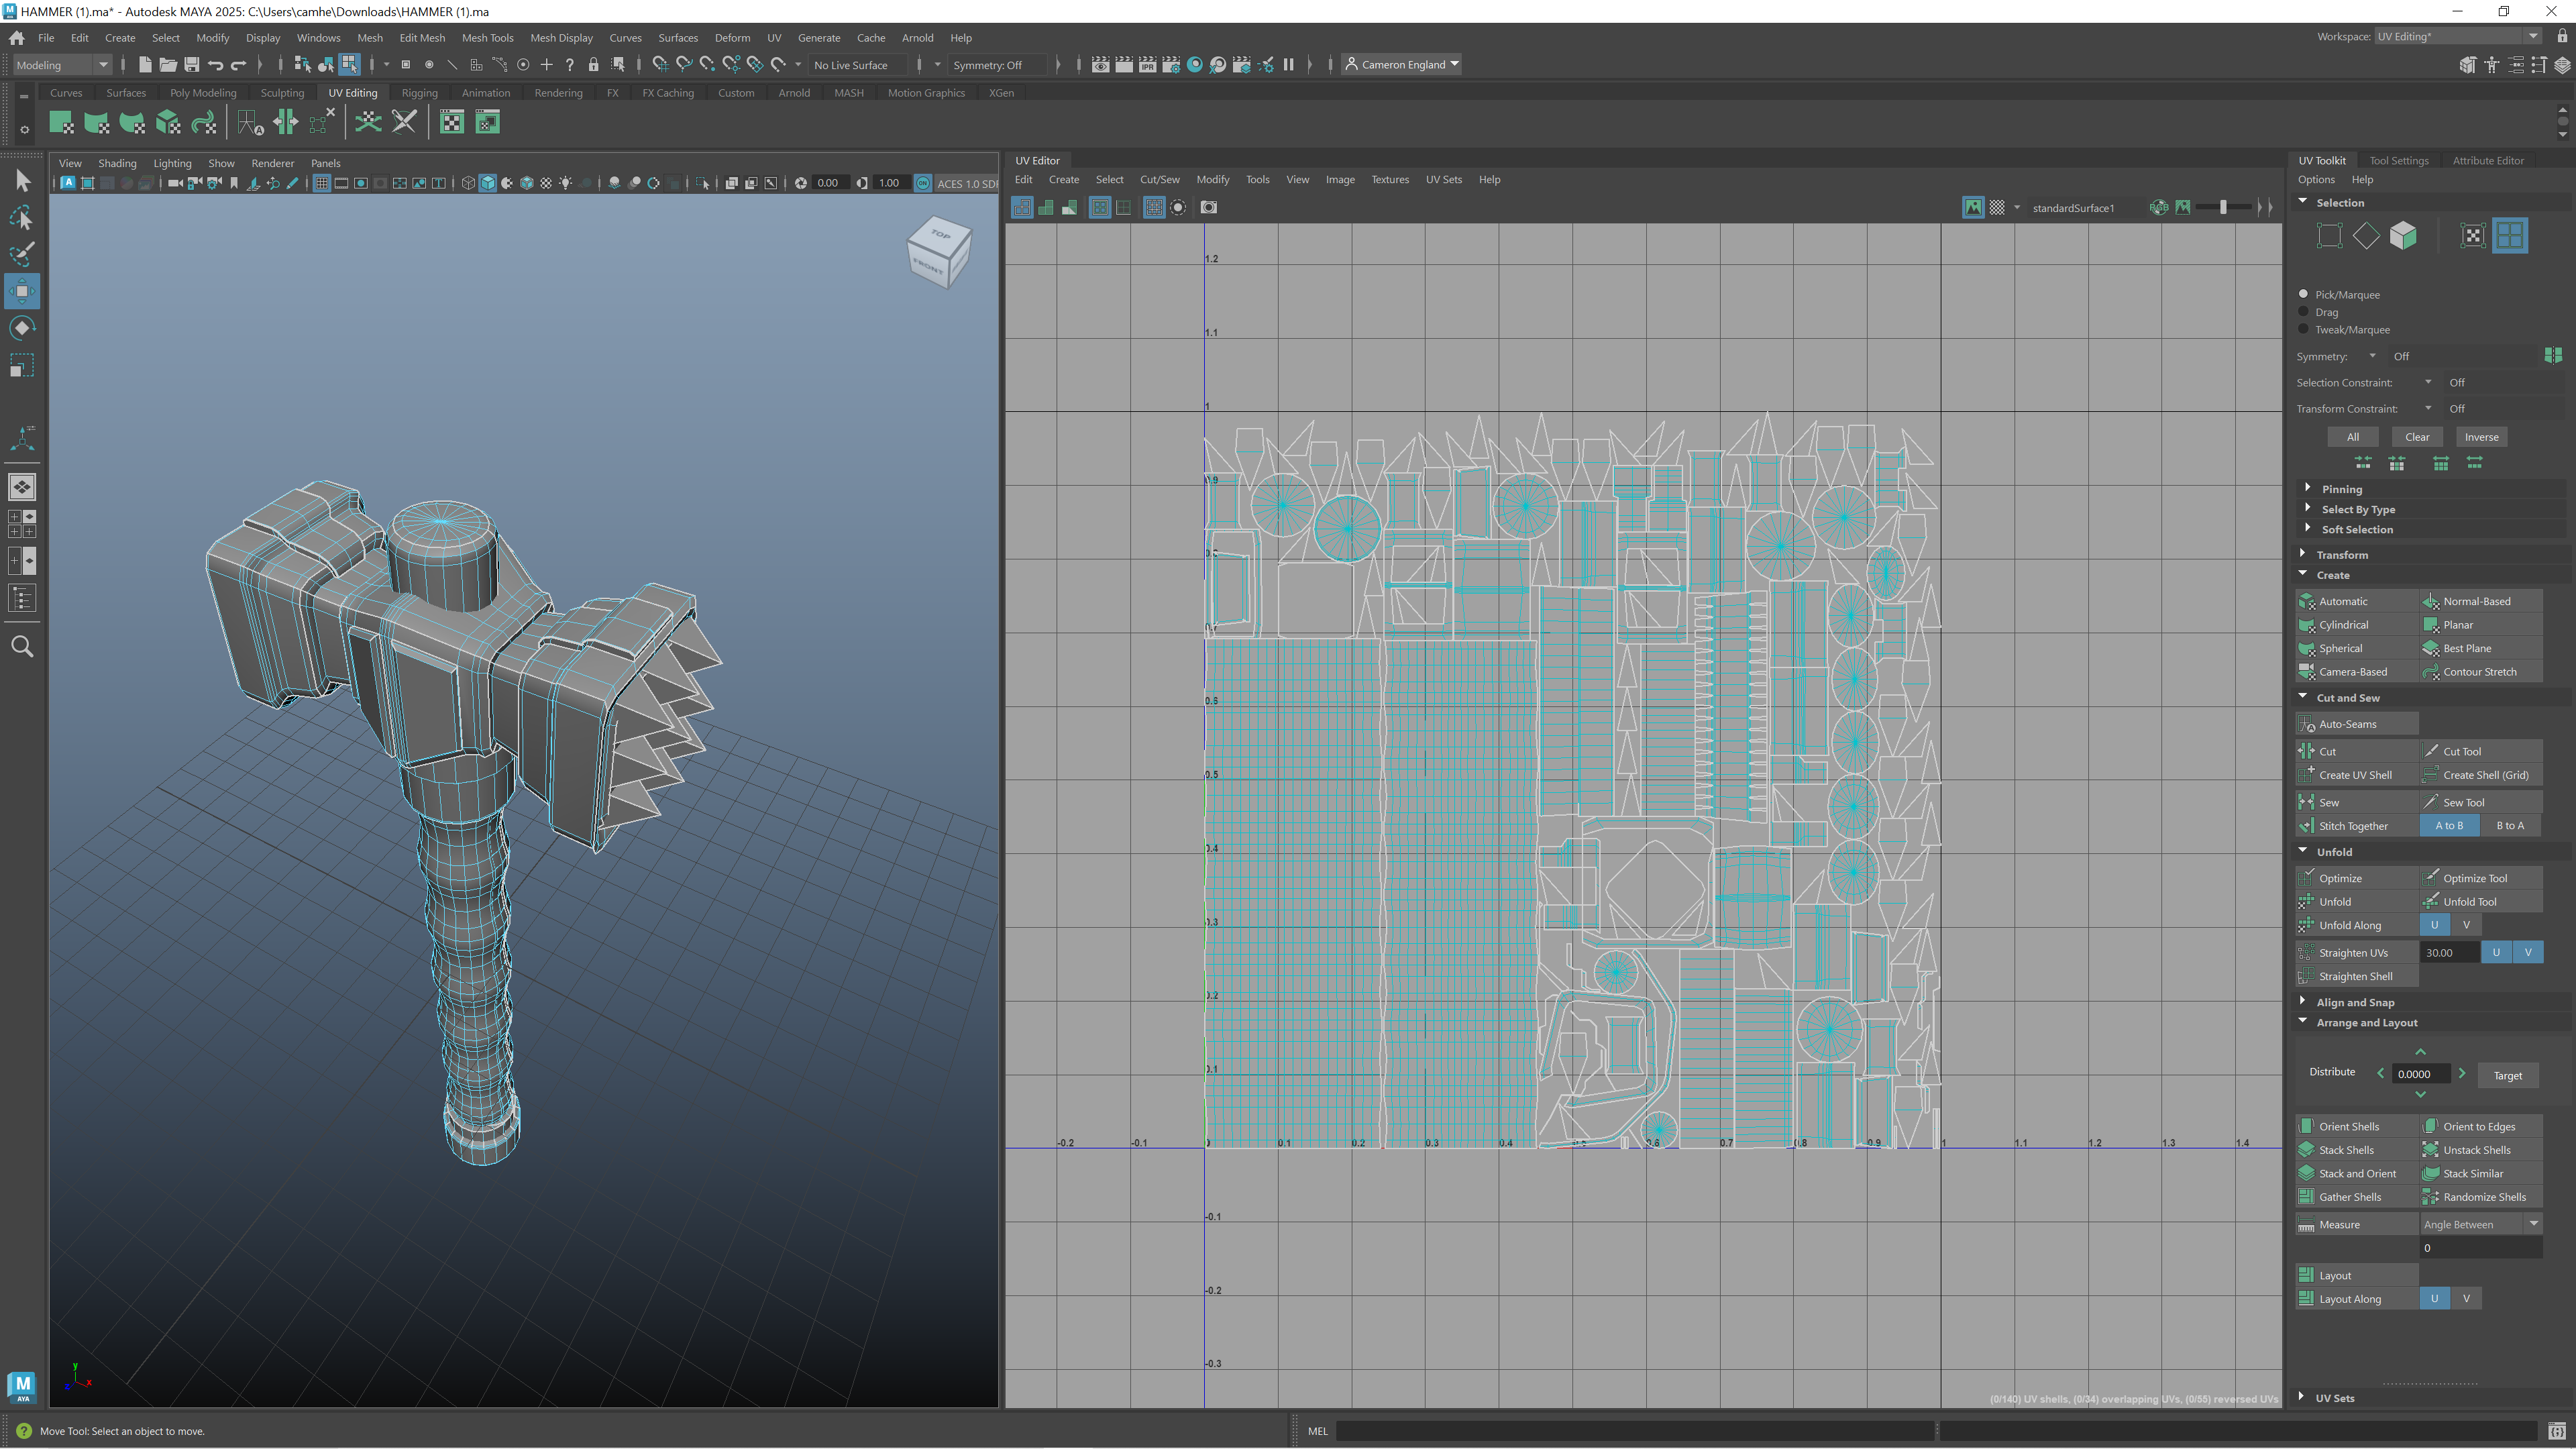 HAMMER (1).ma* - Autodesk MAYA 2025: C:\Users\camhe\Downloads\HAMMER (1).ma
File Edit Create Select Modify Display Windows Mesh Edit Mesh Mesh Tools Mesh Display Curves Surfaces Deform UV Generate Cache Arnold Help
Workspace: UV Editing*
Modeling
No Live Surface
Symmetry: Off
Cameron England
Curves Surfaces Poly Modeling Sculpting UV Editing Rigging Animation Rendering FX FX Caching Custom Arnold MASH Motion Graphics XGen
View Shading Lighting Show Renderer Panels
0.00 1.00 ACES 1.0 SDR
TOP
FRONT
UV Editor
Edit Create Select Cut/Sew Modify Tools View Image Textures UV Sets Help
standardSurface1
1.2
1.1
1
0.9
0.6
0.5
0.4
0.3
0.2
0.1
-0.2 -0.1 0 0.1 0.2 0.3 0.4 0.5 0.6 0.7 0.8 0.9 1 1.1 1.2 1.3 1.4
-0.1
-0.2
-0.3
(0/140) UV shells, (0/34) overlapping UVs, (0/55) reversed UVs
UV Toolkit Tool Settings Attribute Editor
Options Help
Selection
Pick/Marquee
Drag
Tweak/Marquee
Symmetry: Off
Selection Constraint: Off
Transform Constraint: Off
All Clear Inverse
Pinning
Select By Type
Soft Selection
Transform
Create
Automatic Normal-Based
Cylindrical Planar
Spherical Best Plane
Camera-Based Contour Stretch
Cut and Sew
Auto-Seams
Cut Cut Tool
Create UV Shell Create Shell (Grid)
Sew Sew Tool
Stitch Together A to B B to A
Unfold
Optimize Optimize Tool
Unfold Unfold Tool
Unfold Along U V
Straighten UVs 30.00 U V
Straighten Shell
Align and Snap
Arrange and Layout
Distribute 0.0000 Target
Orient Shells Orient to Edges
Stack Shells Unstack Shells
Stack and Orient Stack Similar
Gather Shells Randomize Shells
Measure Angle Between
0
Layout
Layout Along U V
UV Sets
y
x
z
M
AYA
Move Tool: Select an object to move.
MEL